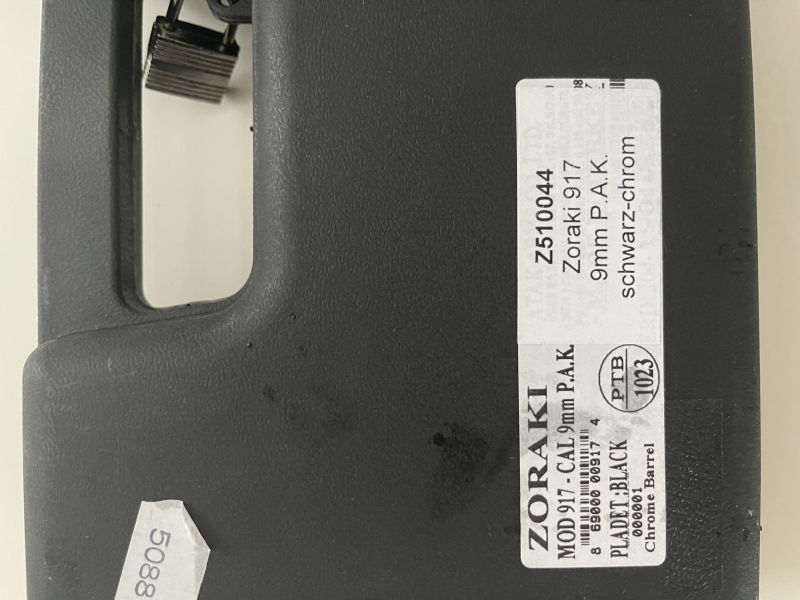 Z510044
Zoraki 917
9mm P.A.K.
schwarz-chrom
ZORAKI
MOD 917 - CAL 9mm P.A.K.
8 69000 00917 4
PLADET :BLACK
000001
Chrome Barrel
PTB
1023
5088